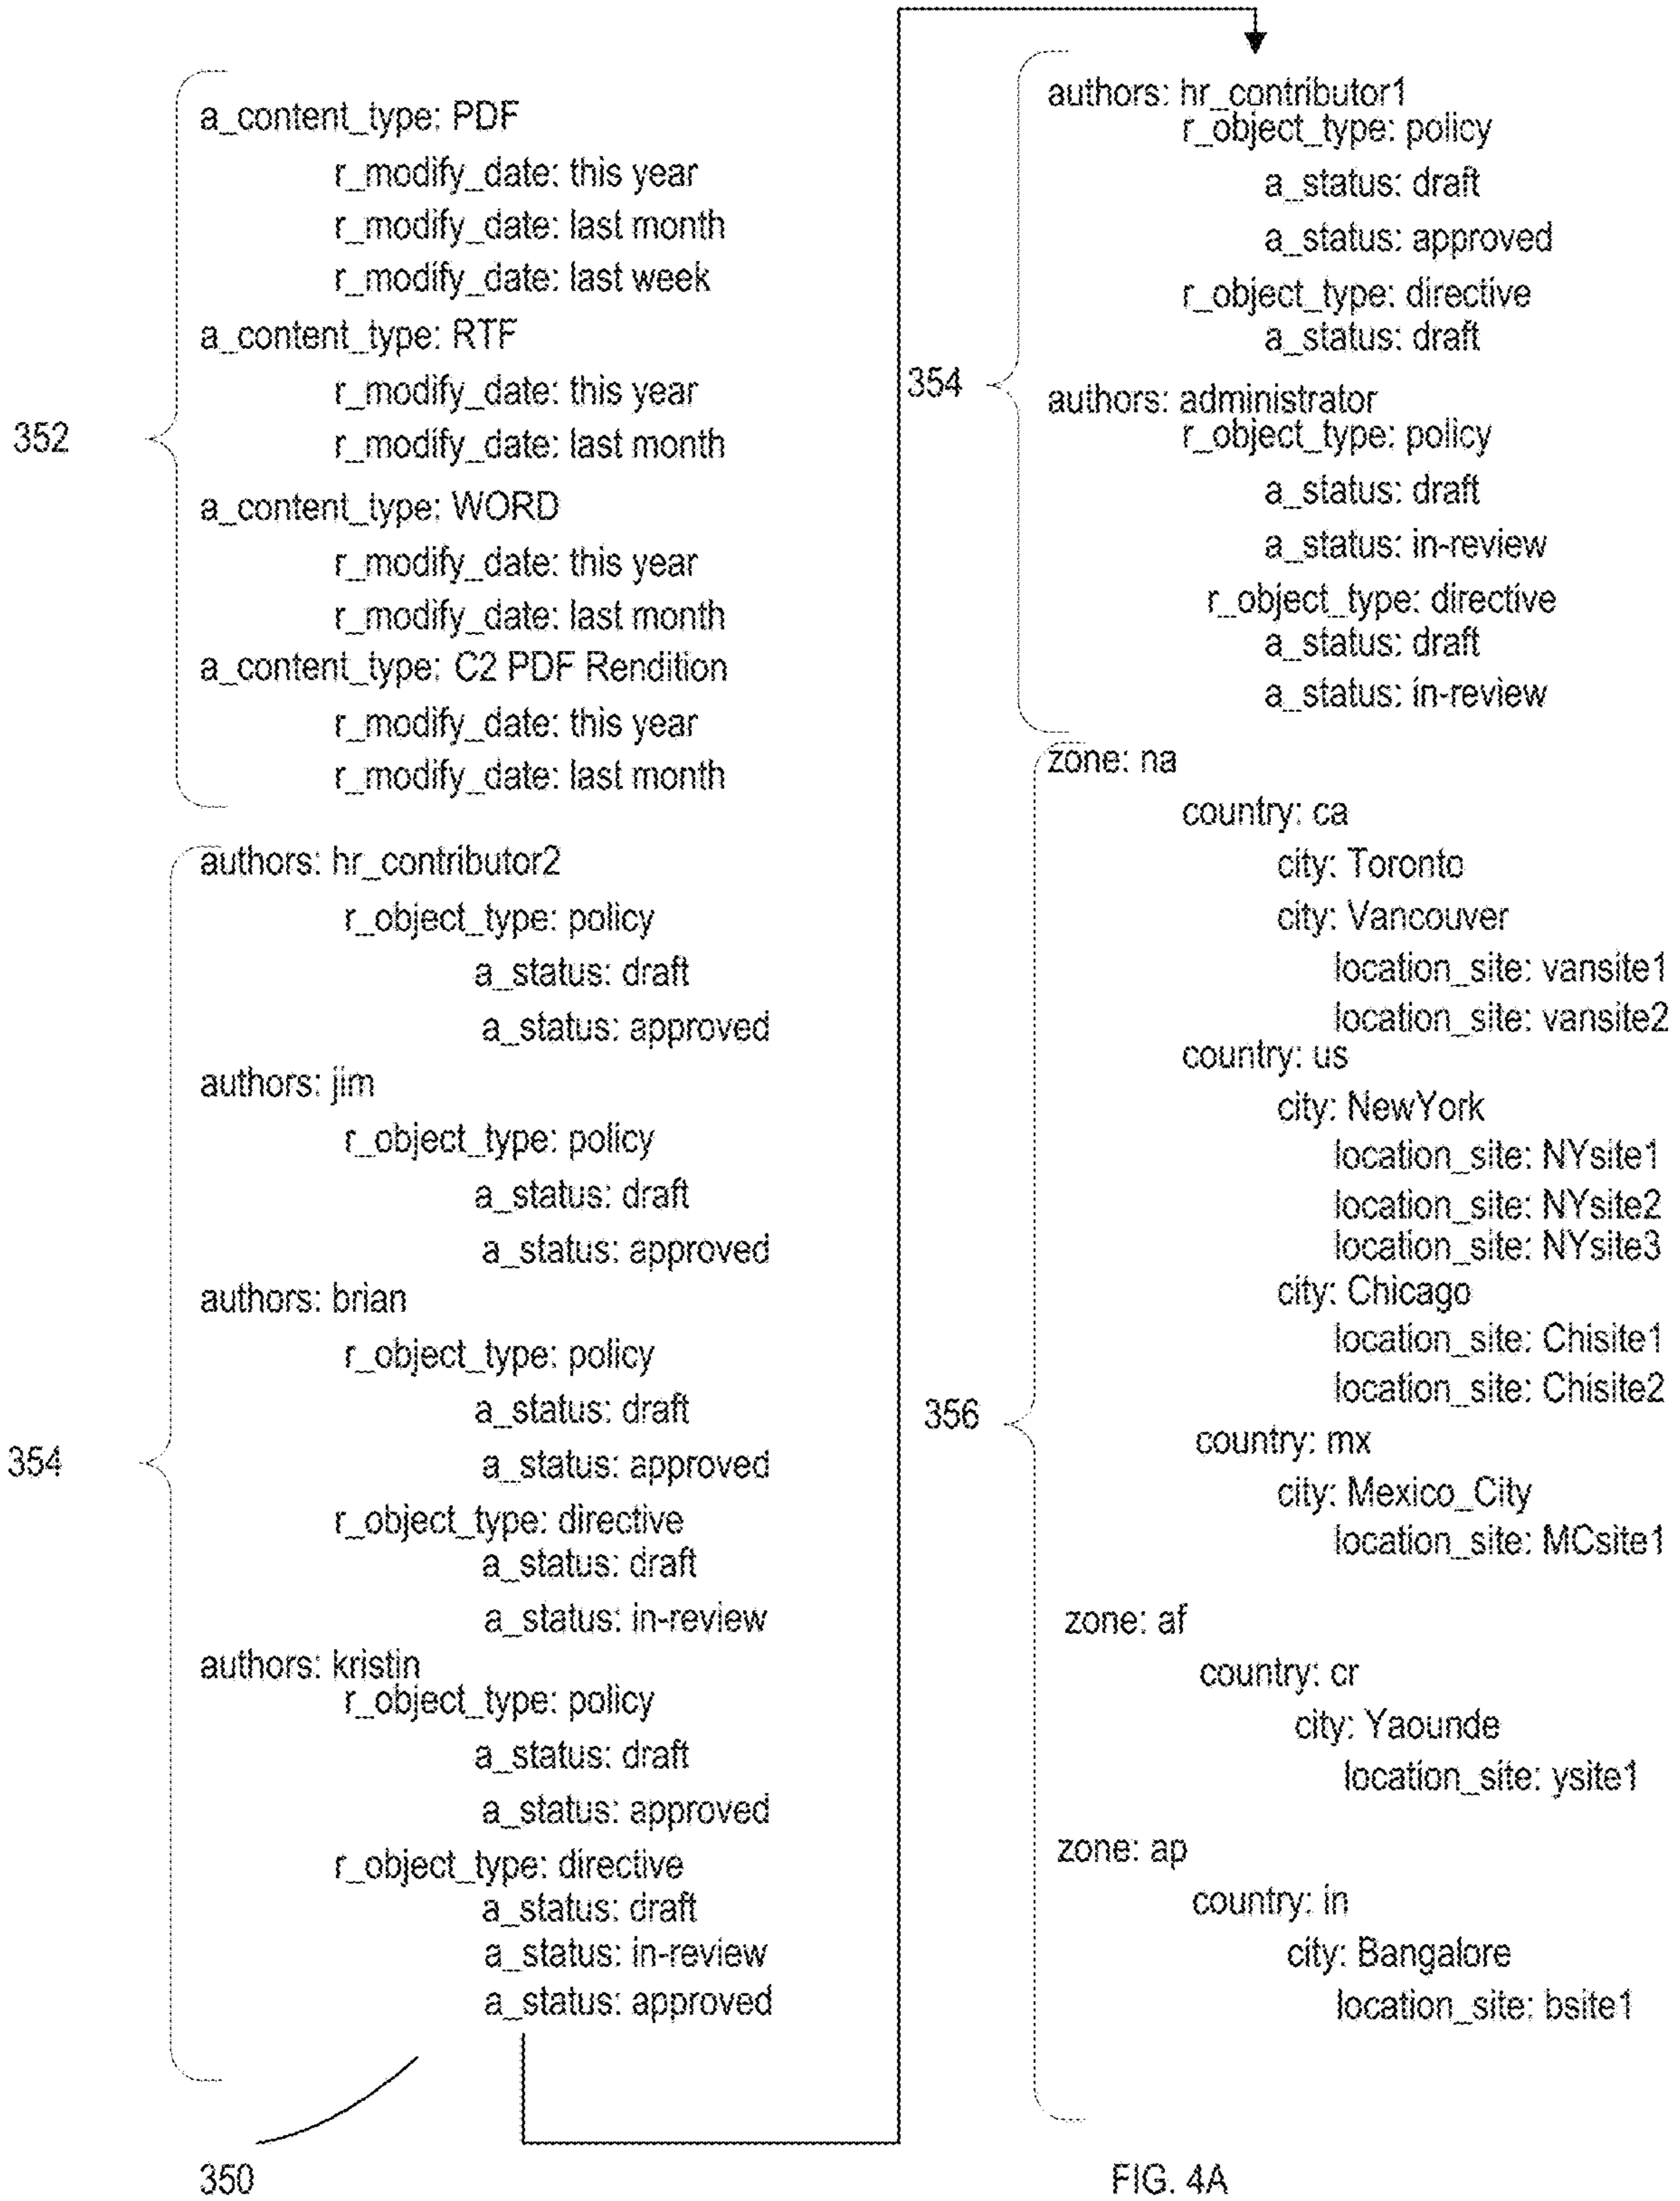 a_content_type: PDF
r_modify_date: this year
r_modify_date: last month
r_modify_date: last week
a_content_type: RTF
r_modify_date: this year
r_modify_date: last month
352
a_content_type: WORD
r_modify_date: this year
r_modify_date: last month
a_content_type: C2 PDF Rendition
r_modify_date: this year
r_modify_date: last month
authors: hr_contributor2
r_object_type: policy
a_status: draft
a_status: approved
authors: jim
r_object_type: policy
a_status: draft
a_status: approved
authors: brian
r_object_type: policy
a_status: draft
a_status: approved
354
r_object_type: directive
a_status: draft
a_status: in-review
authors: kristin
r_object_type: policy
a_status: draft
a_status: approved
r_object_type: directive
a_status: draft
a_status: in-review
a_status: approved
350
authors: hr_contributor1
r_object_type: policy
a_status: draft
a_status: approved
r_object_type: directive
a_status: draft
354
authors: administrator
r_object_type: policy
a_status: draft
a_status: in-review
r_object_type: directive
a_status: draft
a_status: in-review
zone: na
country: ca
city: Toronto
city: Vancouver
location_site: vansite1
location_site: vansite2
country: us
city: NewYork
location_site: NYsite1
location_site: NYsite2
location_site: NYsite3
city: Chicago
location_site: Chisite1
location_site: Chisite2
356
country: mx
city: Mexico_City
location_site: MCsite1
zone: af
country: cr
city: Yaounde
location_site: ysite1
zone: ap
country: in
city: Bangalore
location_site: bsite1
FIG. 4A